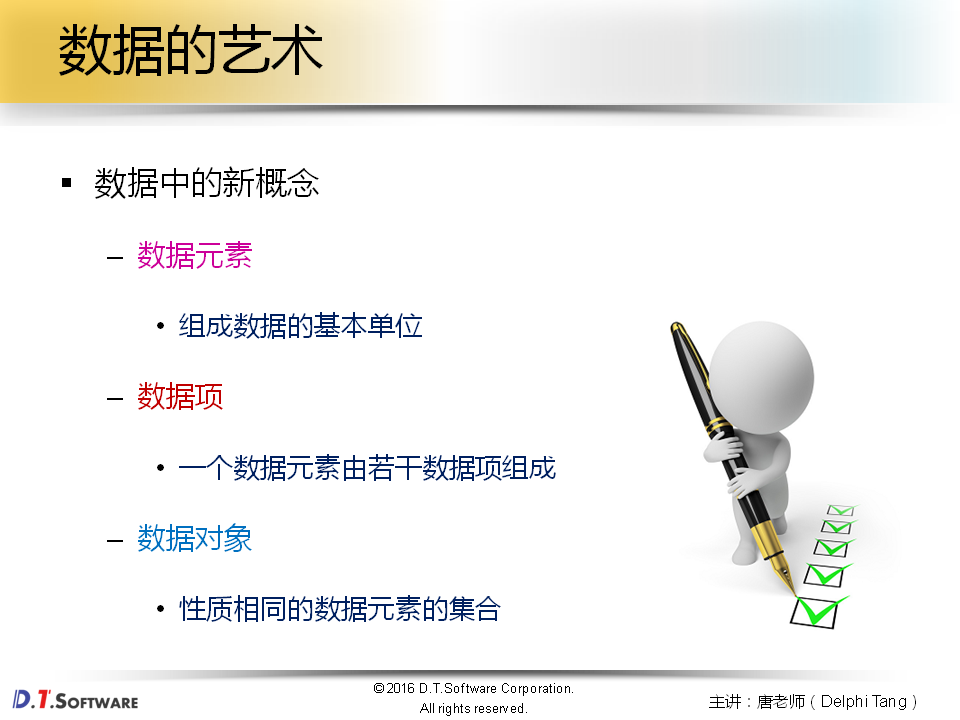 数据的艺术
▪ 数据中的新概念
– 数据元素
• 组成数据的基本单位
– 数据项
• 一个数据元素由若干数据项组成
– 数据对象
• 性质相同的数据元素的集合
D.T.SOFTWARE
©2016 D.T.Software Corporation.
All rights reserved.
主讲：唐老师（Delphi Tang）